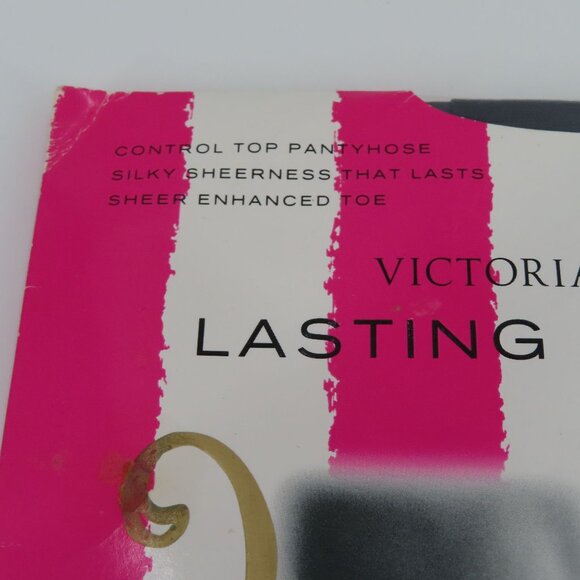 CONTROL TOP PANTYHOSE
SILKY SHEERNESS THAT LASTS
SHEER ENHANCED TOE
VICTORIA
LASTING